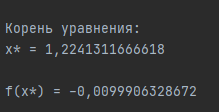 Корень уравнения:
x* = 1,2241311666618
f(x*) = -0,0099906328672